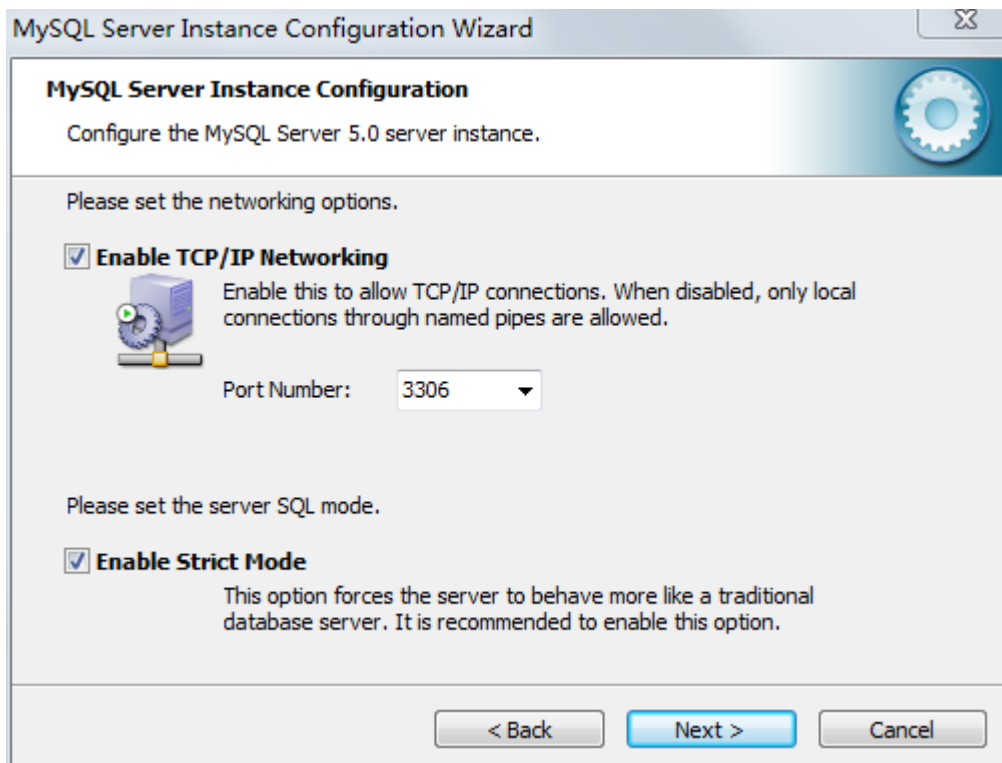 MySQL Server Instance Configuration Wizard
MySQL Server Instance Configuration
Configure the MySQL Server 5.0 server instance.
Please set the networking options.
Enable TCP/IP Networking
Enable this to allow TCP/IP connections. When disabled, only local
connections through named pipes are allowed.
Port Number: 3306
Please set the server SQL mode.
Enable Strict Mode
This option forces the server to behave more like a traditional
database server. It is recommended to enable this option.
< Back Next > Cancel